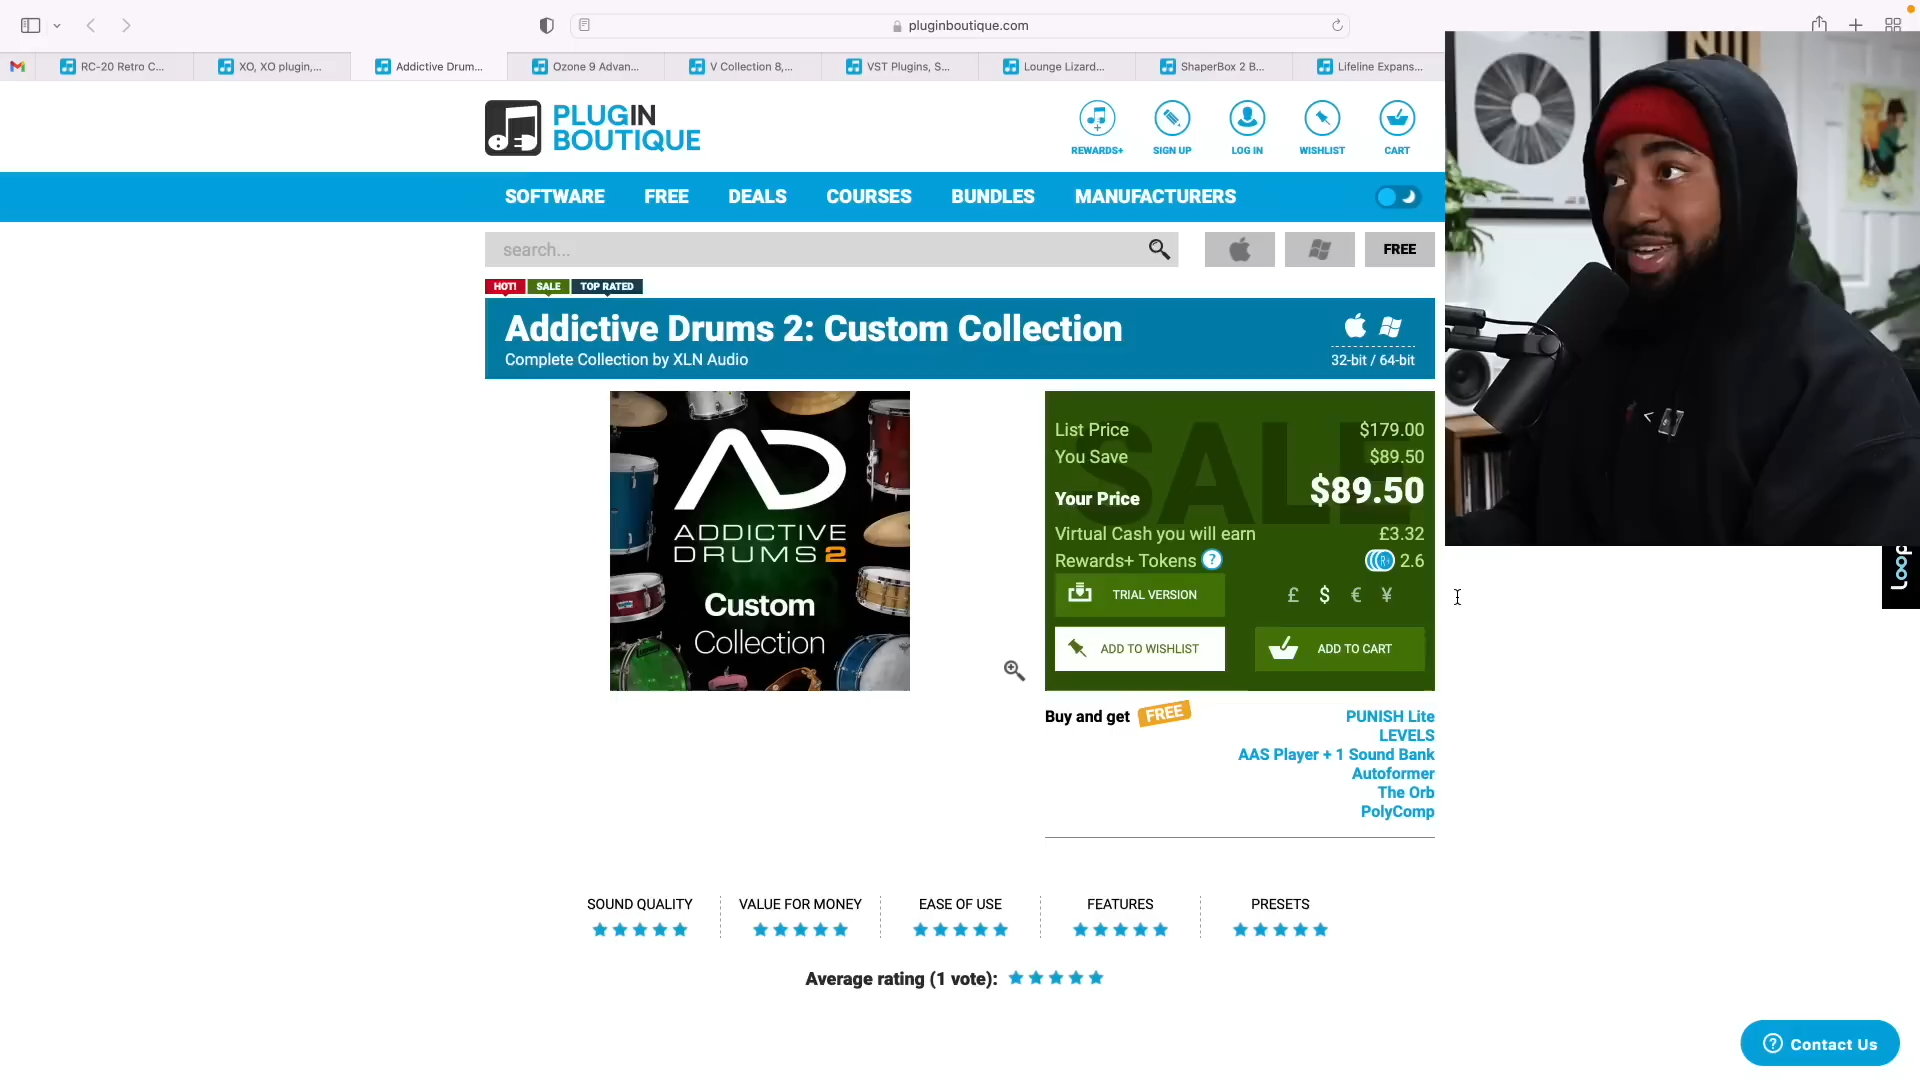 pluginboutique.com
RC-20 Retro C...
XO, XO plugin,...
Addictive Drum...
Ozone 9 Advan...
V Collection 8,...
VST Plugins, S...
Lounge Lizard...
ShaperBox 2 B...
Lifeline Expans...
PLUGIN
BOUTIQUE
REWARDS+
SIGN UP
LOG IN
WISHLIST
CART
SOFTWARE
FREE
DEALS
COURSES
BUNDLES
MANUFACTURERS
search...
FREE
HOT!
SALE
TOP RATED
Addictive Drums 2: Custom Collection
Complete Collection by XLN Audio
32-bit / 64-bit
AD
ADDICTIVE
DRUMS 2
Custom
Collection
SALE
List Price $179.00
You Save $89.50
Your Price $89.50
Virtual Cash you will earn £3.32
Rewards+ Tokens ? R+ 2.6
TRIAL VERSION
£ $ € ¥
ADD TO WISHLIST
ADD TO CART
Buy and get FREE
PUNISH Lite
LEVELS
AAS Player + 1 Sound Bank
Autoformer
The Orb
PolyComp
SOUND QUALITY
VALUE FOR MONEY
EASE OF USE
FEATURES
PRESETS
Average rating (1 vote):
? Contact Us